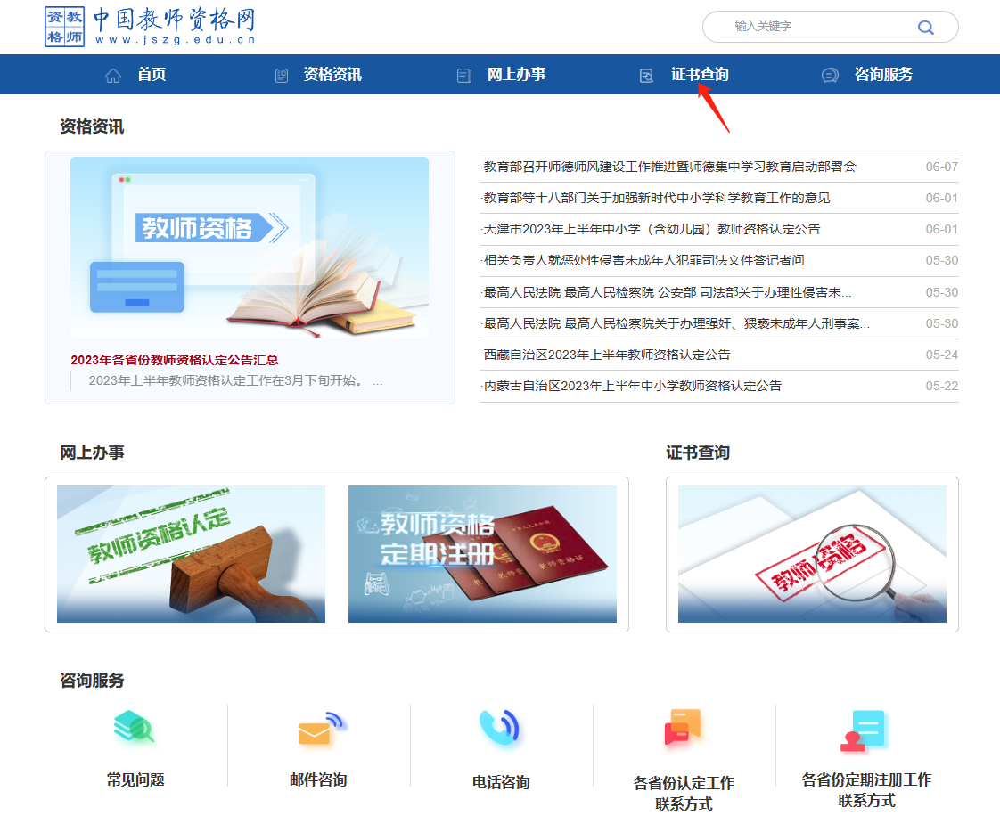 资教
格师
中国教师资格网
www.jszg.edu.cn
输入关键字
首页
资格资讯
网上办事
证书查询
咨询服务
资格资讯
教师资格
2023年各省份教师资格认定公告汇总
2023年上半年教师资格认定工作在3月下旬开始。 ...
·教育部召开师德师风建设工作推进暨师德集中学习教育启动部署会 06-07
·教育部等十八部门关于加强新时代中小学科学教育工作的意见 06-01
·天津市2023年上半年中小学（含幼儿园）教师资格认定公告 06-01
·相关负责人就惩处性侵害未成年人犯罪司法文件答记者问 05-30
·最高人民法院 最高人民检察院 公安部 司法部关于办理性侵害未... 05-30
·最高人民法院 最高人民检察院关于办理强奸、猥亵未成年人刑事案... 05-30
·西藏自治区2023年上半年教师资格认定公告 05-24
·内蒙古自治区2023年上半年中小学教师资格认定公告 05-22
网上办事
教师资格认定
教师资格
定期注册
教师资格证
证书查询
教师资格
咨询服务
常见问题
邮件咨询
电话咨询
各省份认定工作
联系方式
各省份定期注册工作
联系方式